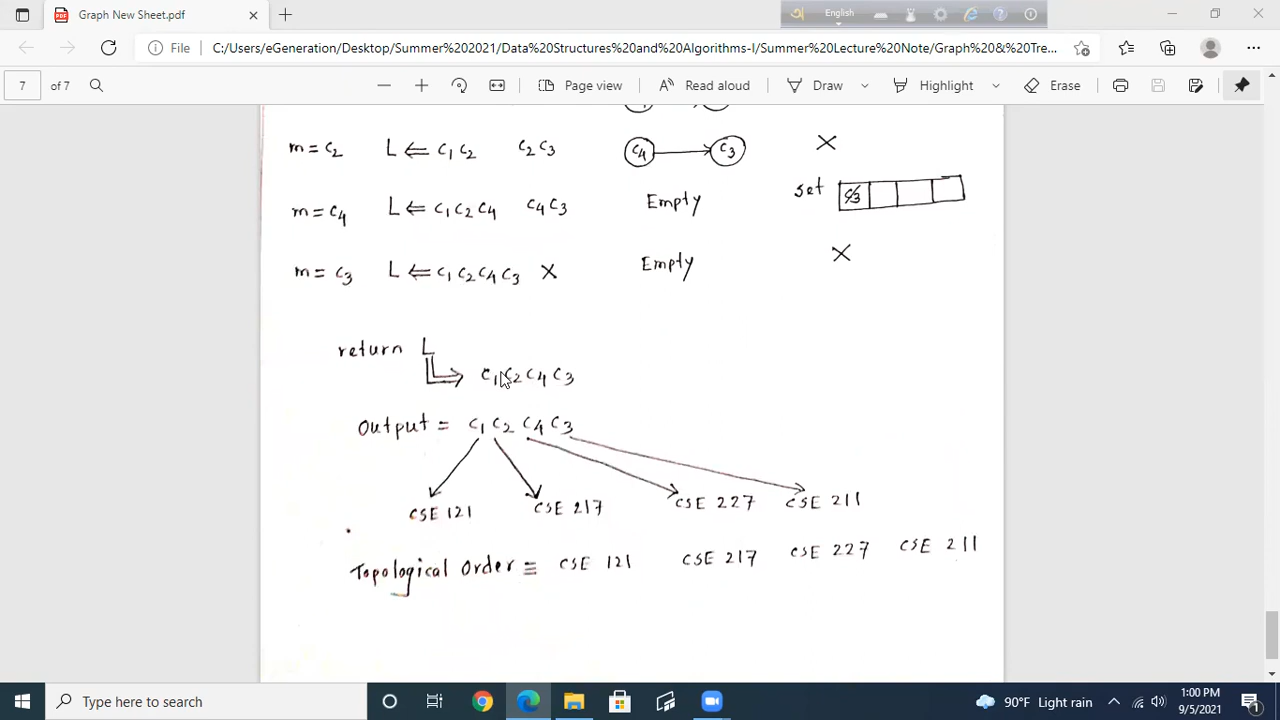 Graph New Sheet.pdf
English
File C:/Users/eGeneration/Desktop/Summer%202021/Data%20Structures%20and%20Algorithms-I/Summer%20Lecture%20Note/Graph%20&%20Tre...
7 of 7 Page view Read aloud Draw Highlight Erase
m = C2 L ⇐ C1 C2 C2 C3 C4 C3 X
set C3
m = C4 L ⇐ C1 C2 C4 C4 C3 Empty
m = C3 L ⇐ C1 C2 C4 C3 X Empty X
return L
C1 C2 C4 C3
Output = C1 C2 C4 C3
CSE 121 CSE 217 CSE 227 CSE 211
Topological Order ≡ CSE 121 CSE 217 CSE 227 CSE 211
Type here to search 90°F Light rain 1:00 PM
9/5/2021